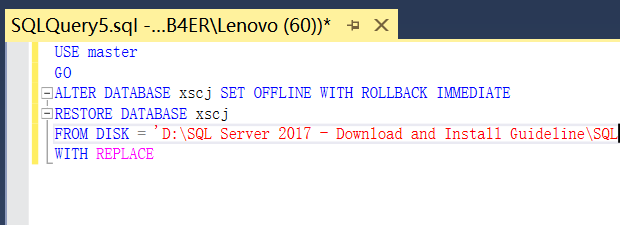 SQLQuery5.sql -...B4ER\Lenovo (60))*
USE master
GO
ALTER DATABASE xscj SET OFFLINE WITH ROLLBACK IMMEDIATE
RESTORE DATABASE xscj
FROM DISK = 'D:\SQL Server 2017 - Download and Install Guideline\SQL
WITH REPLACE